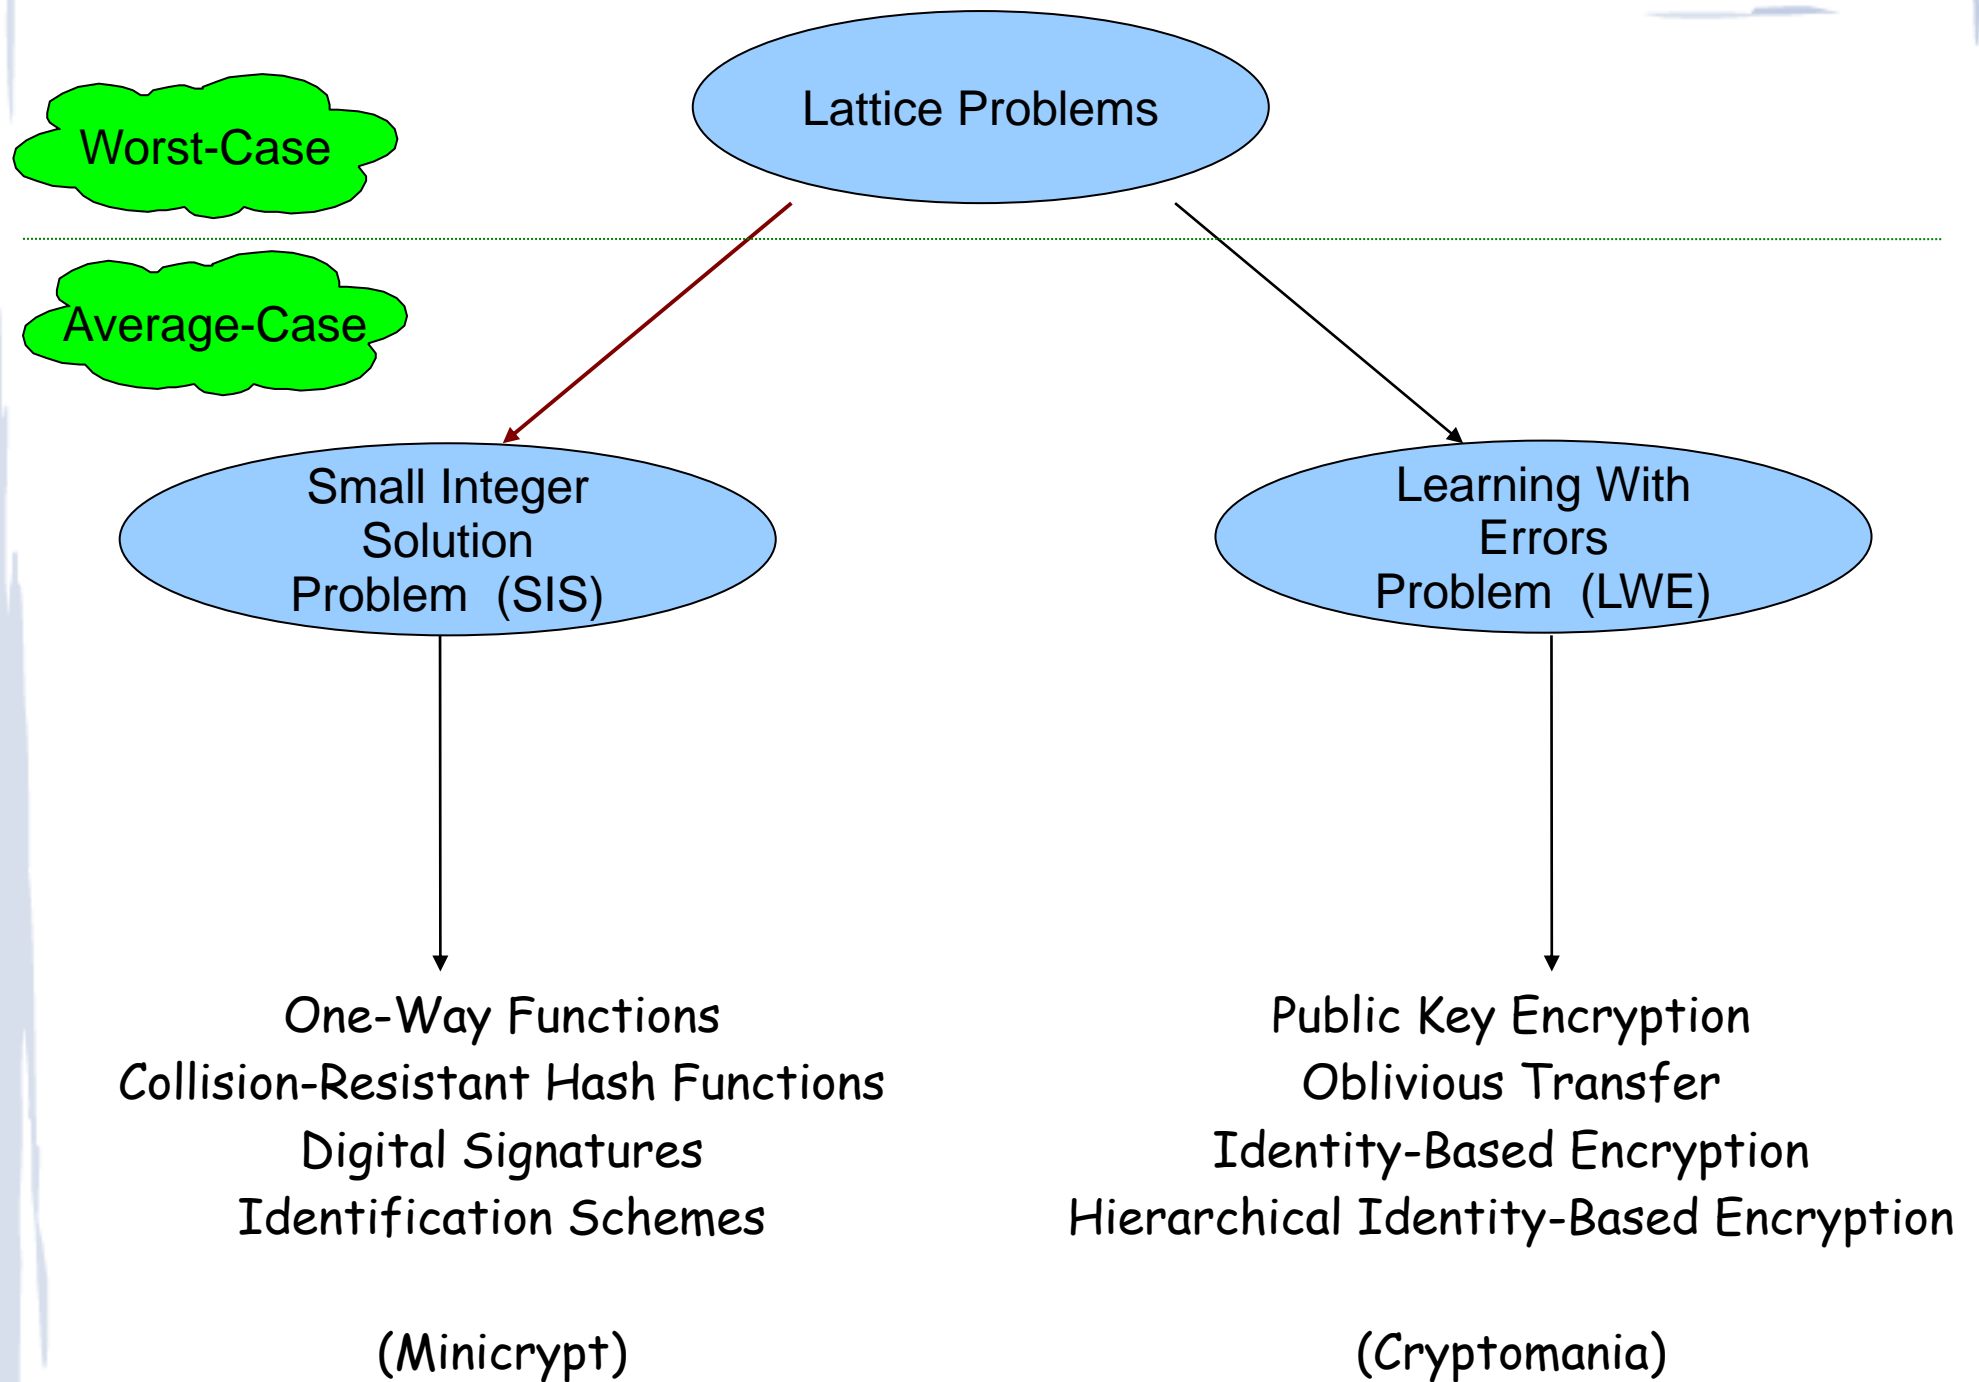 Lattice Problems
Worst-Case
Average-Case
Small Integer
Solution
Problem (SIS)
Learning With
Errors
Problem (LWE)
One-Way Functions
Collision-Resistant Hash Functions
Digital Signatures
Identification Schemes
(Minicrypt)
Public Key Encryption
Oblivious Transfer
Identity-Based Encryption
Hierarchical Identity-Based Encryption
(Cryptomania)